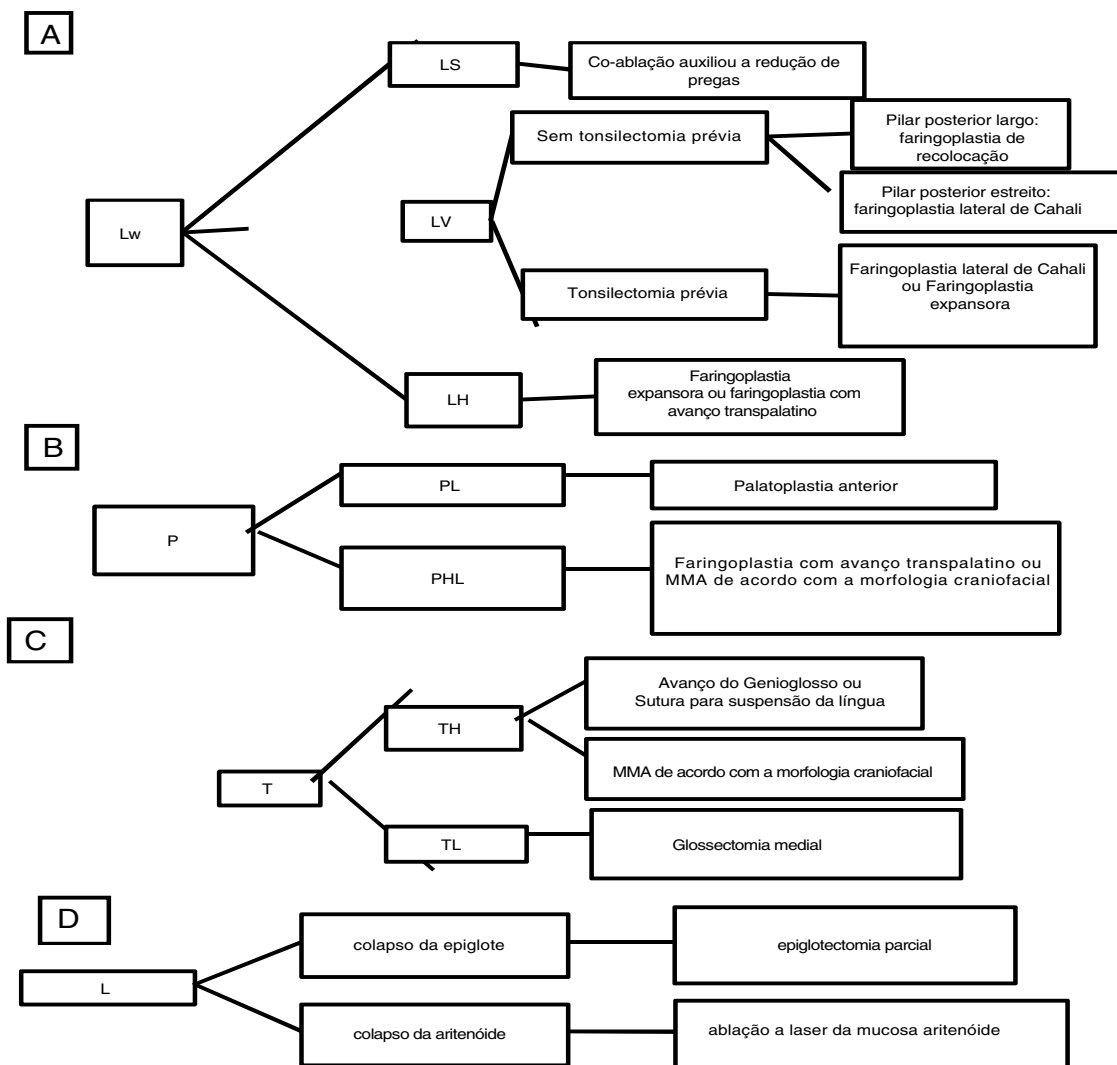 A
LS
Co-ablação auxiliou a redução de
pregas
Lw
LV
Sem tonsilectomia prévia
Pilar posterior largo:
faringoplastia de
recolocação
Pilar posterior estreito:
faringoplastia lateral de Cahali
Tonsilectomia prévia
Faringoplastia lateral de Cahali
ou Faringoplastia
expansora
LH
Faringoplastia
expansora ou faringoplastia com
avanço transpalatino
B
P
PL
Palatoplastia anterior
PHL
Faringoplastia com avanço transpalatino ou
MMA de acordo com a morfologia craniofacial
C
T
TH
Avanço do Genioglosso ou
Sutura para suspensão da língua
MMA de acordo com a morfologia craniofacial
TL
Glossectomia medial
D
L
colapso da epiglote
epiglotectomia parcial
colapso da aritenóide
ablação a laser da mucosa aritenóide